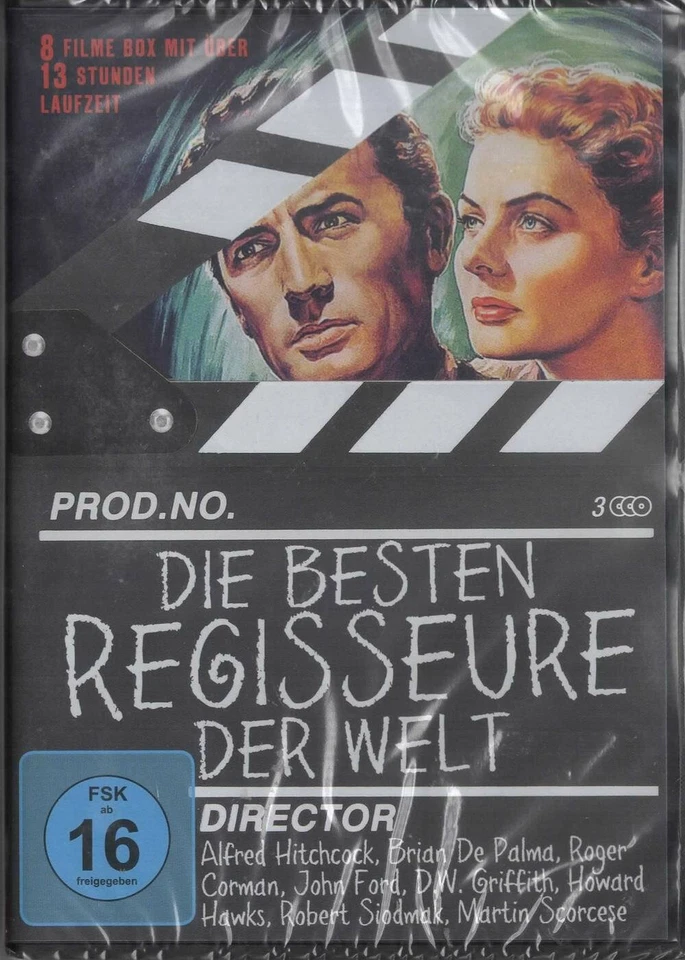 8 FILME BOX MIT ÜBER
13 STUNDEN
LAUFZEIT
PROD.NO.
3
DIE BESTEN
REGISSEURE
DER WELT
FSK
ab
16
freigegeben
DIRECTOR
Alfred Hitchcock, Brian De Palma, Roger
Corman, John Ford, D.W. Griffith, Howard
Hawks, Robert Siodmak, Martin Scorcese